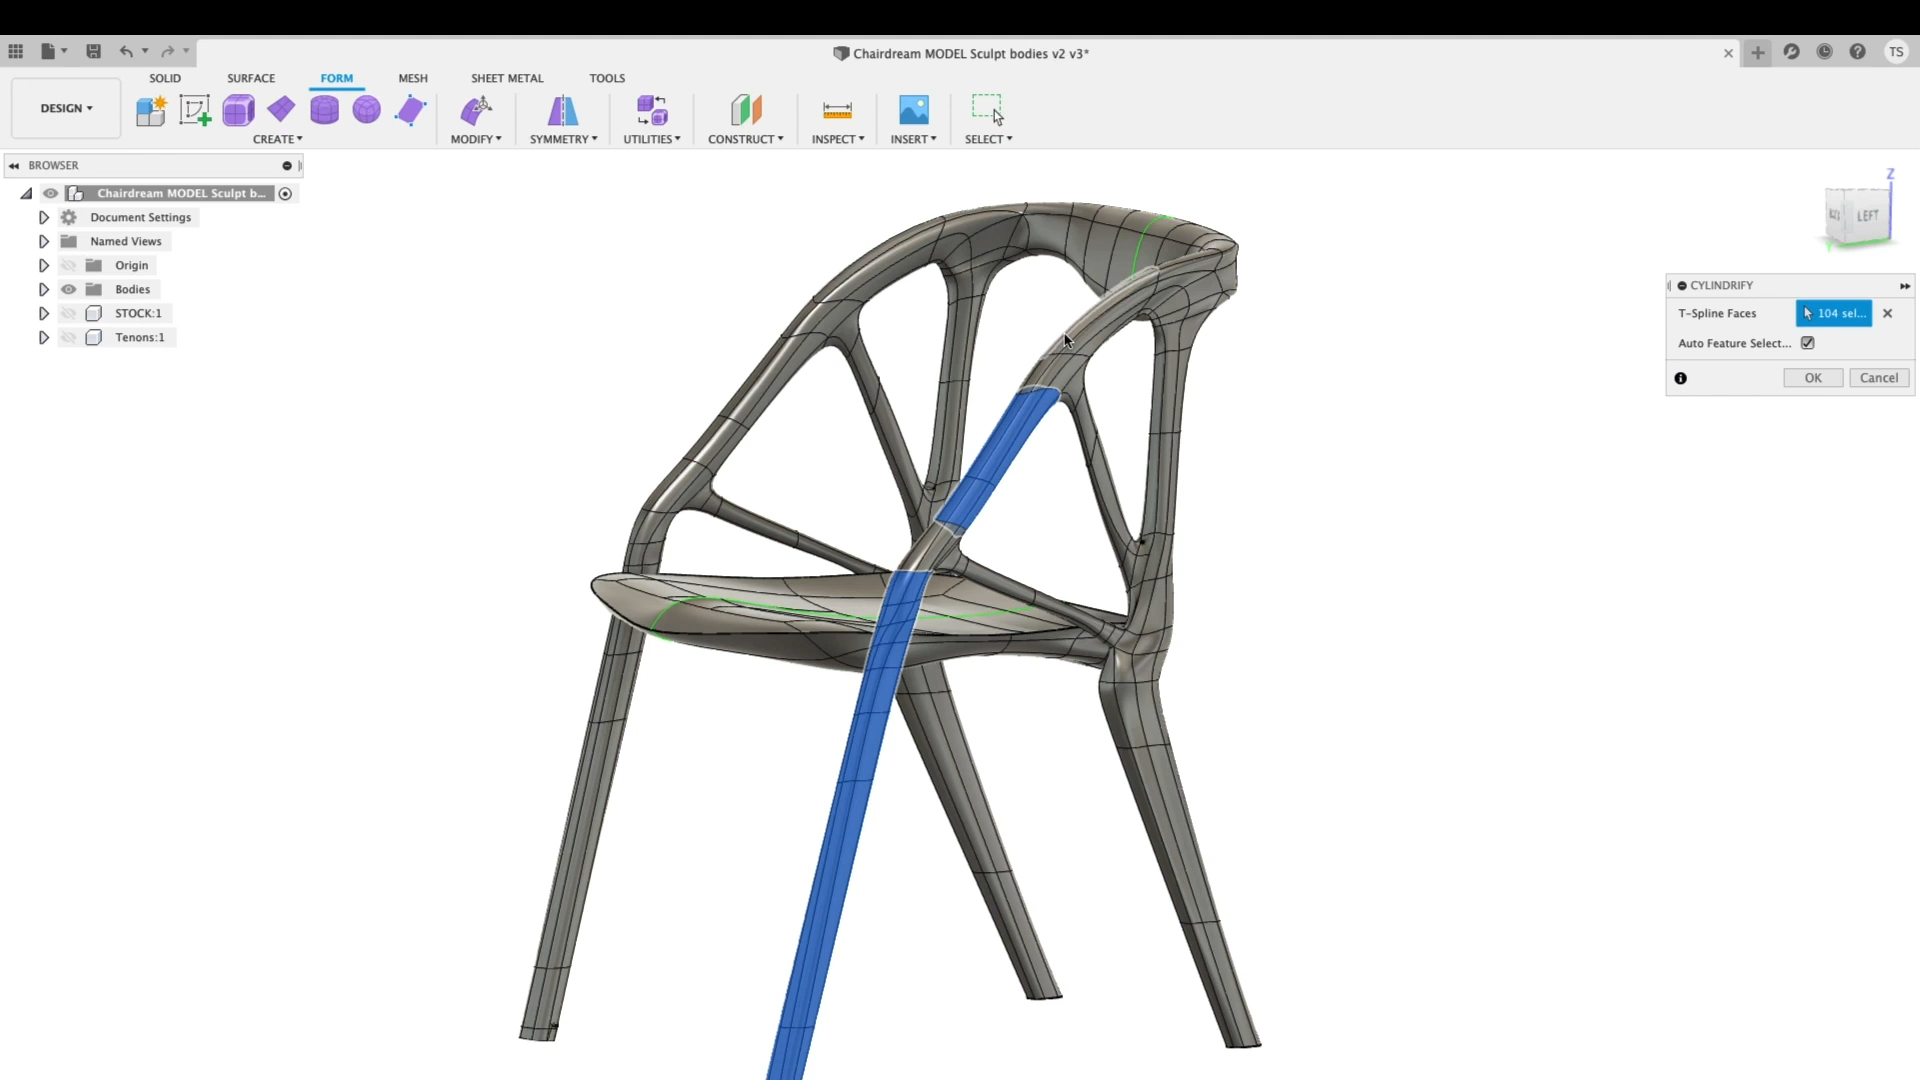 Chairdream MODEL Sculpt bodies v2 v3*
TS
DESIGN
SOLID
SURFACE
FORM
MESH
SHEET METAL
TOOLS
CREATE
MODIFY
SYMMETRY
UTILITIES
CONSTRUCT
INSPECT
INSERT
SELECT
BROWSER
Chairdream MODEL Sculpt b...
Document Settings
Named Views
Origin
Bodies
STOCK:1
Tenons:1
Z
LEFT
CYLINDRIFY
T-Spline Faces
104 sel...
Auto Feature Select...
OK
Cancel